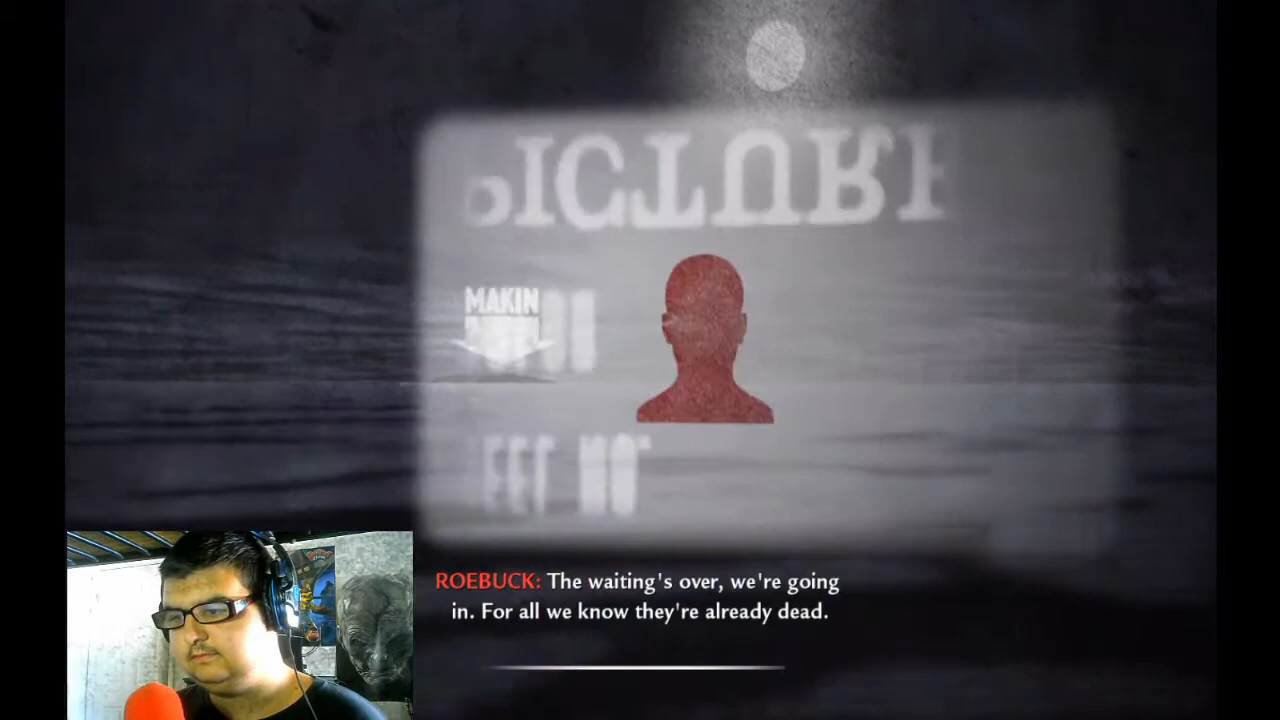 PICTURE
MAKIN
ROEBUCK: The waiting's over, we're going
in. For all we know they're already dead.